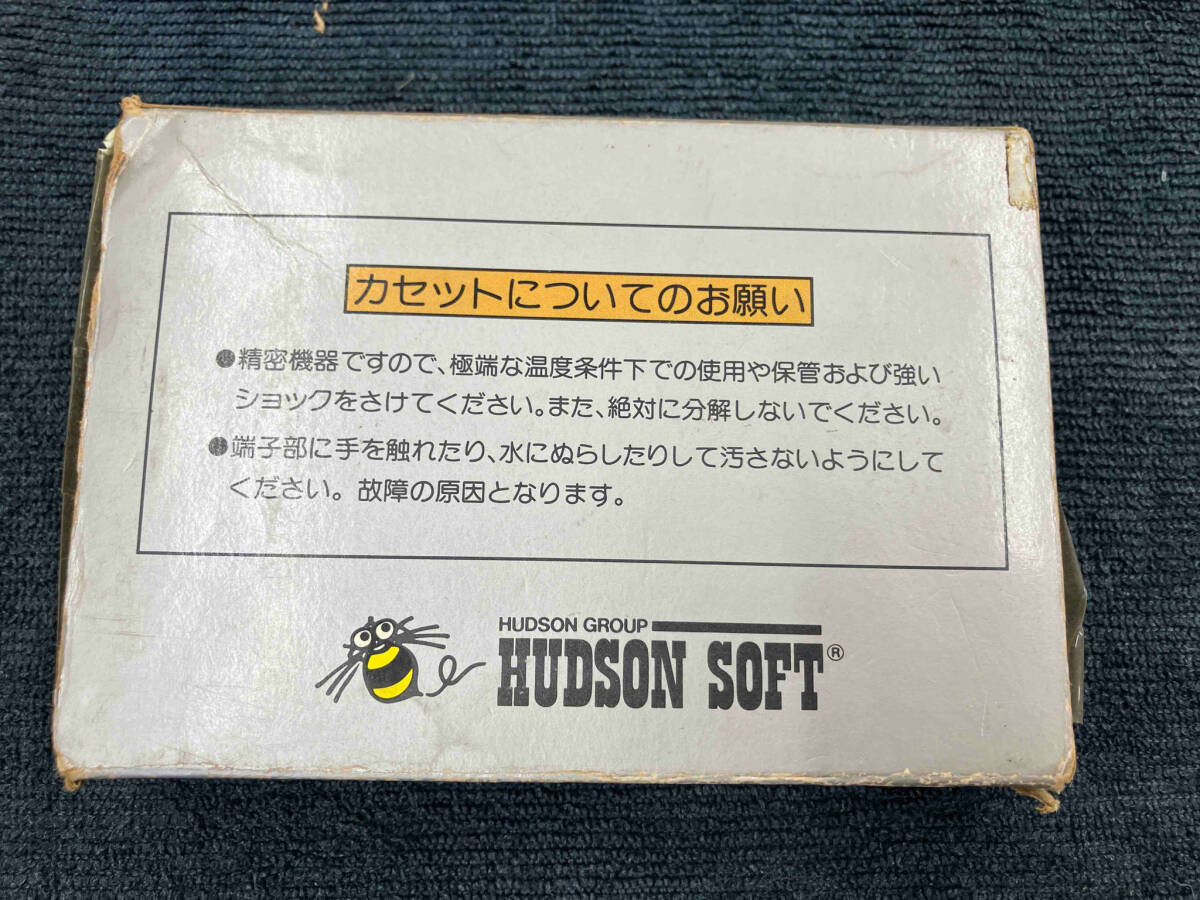 カセットについてのお願い
●精密機器ですので、極端な温度条件下での使用や保管および強い
ショックをさけてください。また、絶対に分解しないでください。
●端子部に手を触れたり、水にぬらしたりして汚さないようにして
ください。故障の原因となります。
HUDSON GROUP
HUDSON SOFT®